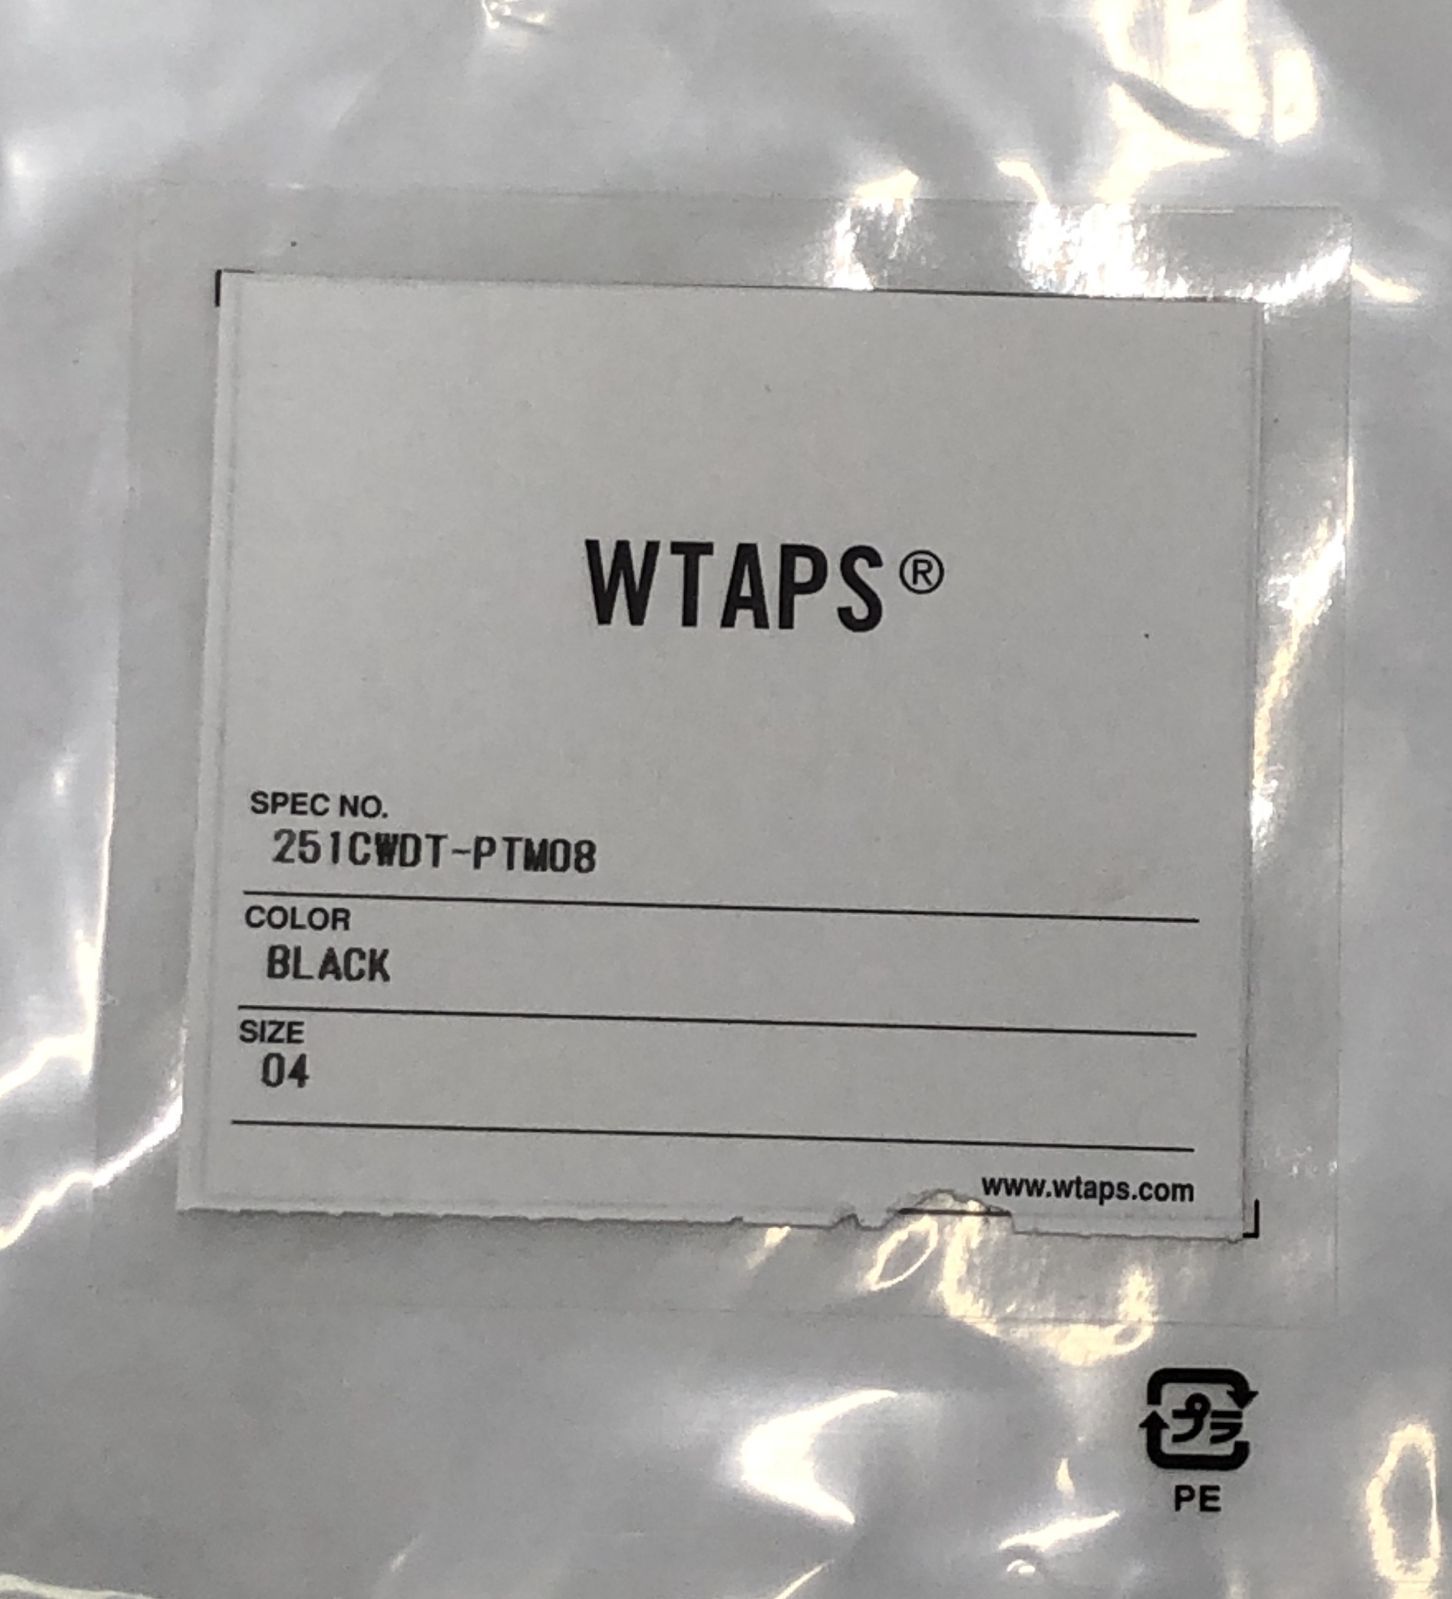 WTAPS®
SPEC NO.
251CWDT-PTM08
COLOR
BLACK
SIZE
04
www.wtaps.com
プラ
PE